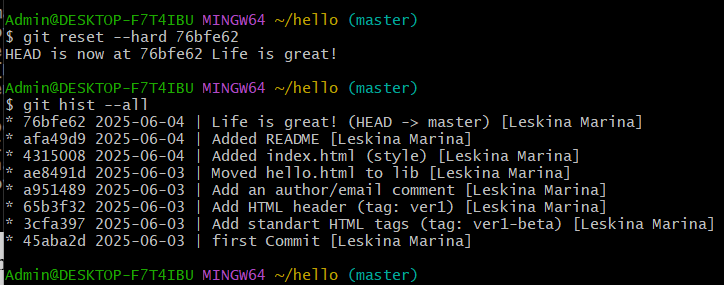 Admin@DESKTOP-F7T4IBU MINGW64 ~/hello (master)
$ git reset --hard 76bfe62
HEAD is now at 76bfe62 Life is great!
Admin@DESKTOP-F7T4IBU MINGW64 ~/hello (master)
$ git hist --all
* 76bfe62 2025-06-04 | Life is great! (HEAD -> master) [Leskina Marina]
* afa49d9 2025-06-04 | Added README [Leskina Marina]
* 4315008 2025-06-04 | Added index.html (style) [Leskina Marina]
* ae8491d 2025-06-03 | Moved hello.html to lib [Leskina Marina]
* a951489 2025-06-03 | Add an author/email comment [Leskina Marina]
* 65b3f32 2025-06-03 | Add HTML header (tag: ver1) [Leskina Marina]
* 3cfa397 2025-06-03 | Add standart HTML tags (tag: ver1-beta) [Leskina Marina]
* 45aba2d 2025-06-03 | first Commit [Leskina Marina]
Admin@DESKTOP-F7T4IBU MINGW64 ~/hello (master)